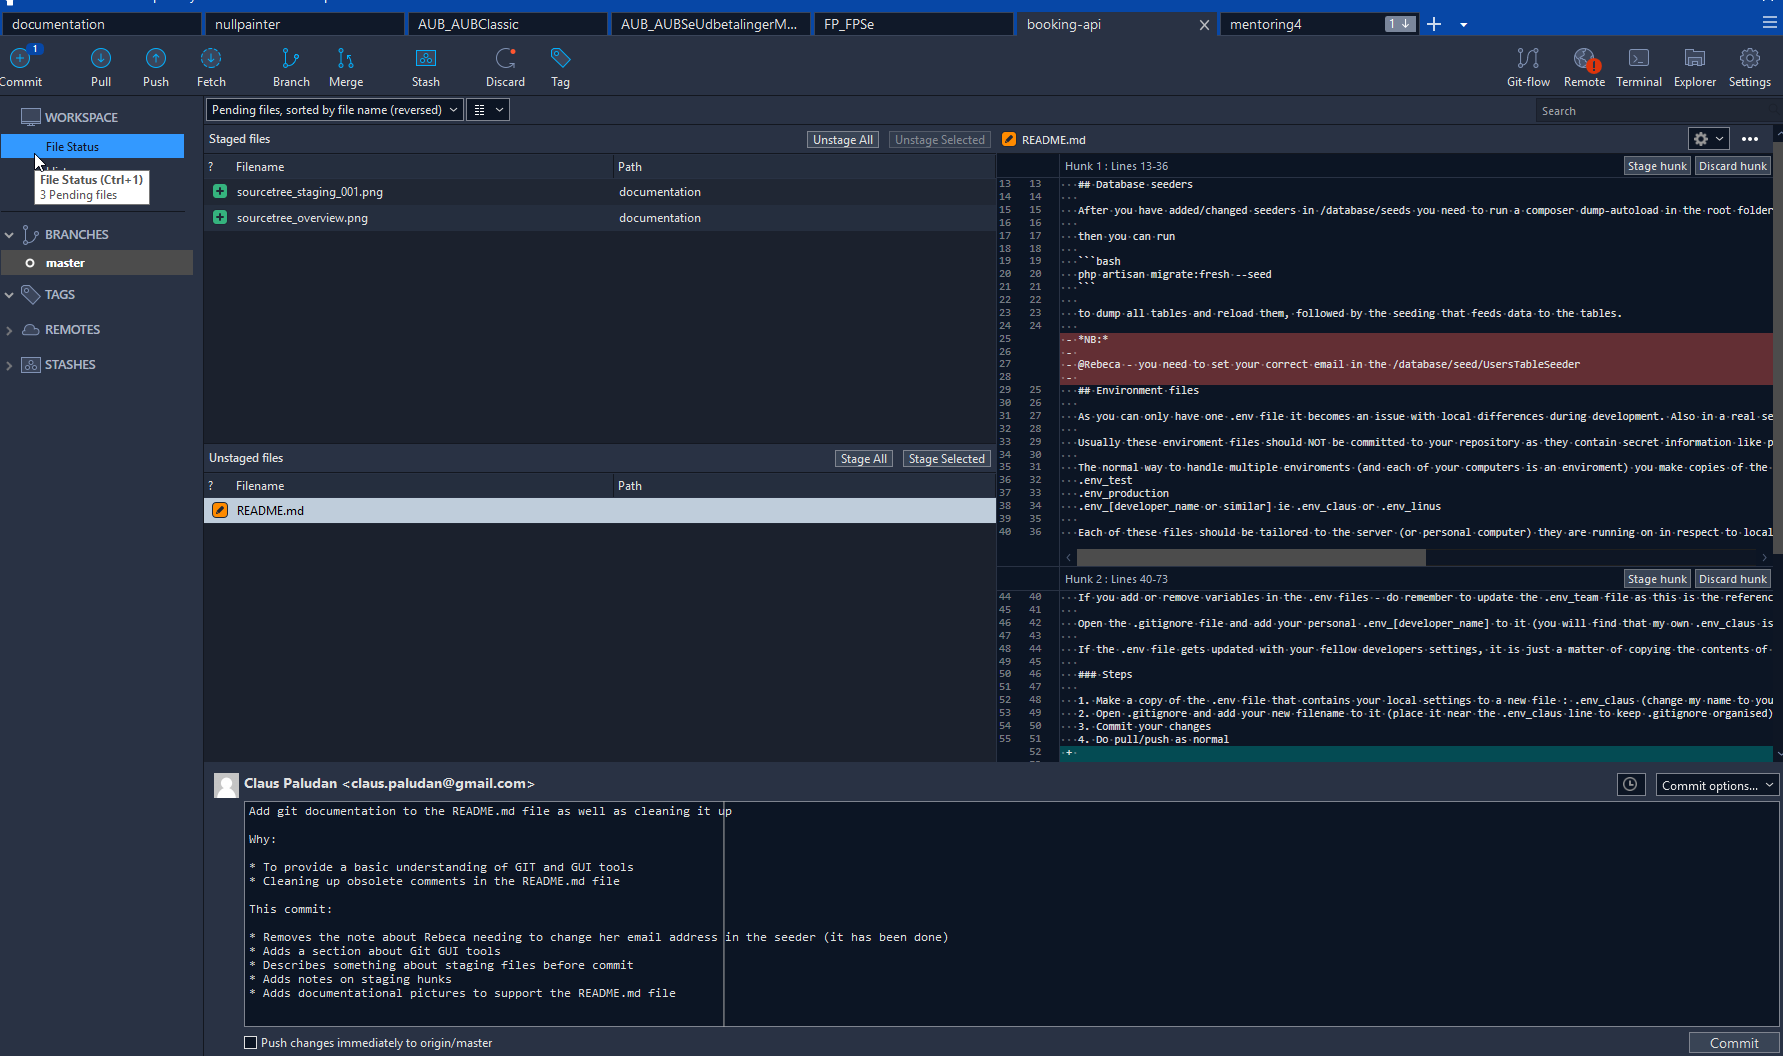 documentation
nullpainter
AUB_AUBClassic
AUB_AUBSeUdbetalingerM...
FP_FPSe
booking-api
mentoring4
1
1
Commit
Pull
Push
Fetch
Branch
Merge
Stash
Discard
Tag
Git-flow
Remote
Terminal
Explorer
Settings
WORKSPACE
File Status
File Status (Ctrl+1)
3 Pending files
BRANCHES
master
TAGS
REMOTES
STASHES
Pending files, sorted by file name (reversed)
Search
Staged files
Unstage All
Unstage Selected
? Filename Path
sourcetree_staging_001.png documentation
sourcetree_overview.png documentation
Unstaged files
Stage All
Stage Selected
? Filename Path
README.md
README.md
Hunk 1 : Lines 13-36
Stage hunk
Discard hunk
13 13 ## Database seeders
14 14
15 15 After you have added/changed seeders in /database/seeds you need to run a composer dump-autoload in the root folder
16 16
17 17 then you can run
18 18
19 19 ```bash
20 20 php artisan migrate:fresh --seed
21 21 ```
22 22
23 23 to dump all tables and reload them, followed by the seeding that feeds data to the tables.
24 24
25 - *NB:*
26 -
27 - @Rebeca - you need to set your correct email in the /database/seed/UsersTableSeeder
28 -
29 25 ## Environment files
30 26
31 27 As you can only have one .env file it becomes an issue with local differences during development. Also in a real se
32 28
33 29 Usually these enviroment files should NOT be committed to your repository as they contain secret information like p
34 30
35 31 The normal way to handle multiple enviroments (and each of your computers is an enviroment) you make copies of the
36 32 .env_test
37 33 .env_production
38 34 .env_[developer_name or similar] ie .env_claus or .env_linus
39 35
40 36 Each of these files should be tailored to the server (or personal computer) they are running on in respect to local
Hunk 2 : Lines 40-73
Stage hunk
Discard hunk
44 40 If you add or remove variables in the .env files - do remember to update the .env_team file as this is the referenc
45 41
46 42 Open the .gitignore file and add your personal .env_[developer_name] to it (you will find that my own .env_claus is
47 43
48 44 If the .env file gets updated with your fellow developers settings, it is just a matter of copying the contents of
49 45
50 46 ### Steps
51 47
52 48 1. Make a copy of the .env file that contains your local settings to a new file : .env_claus (change my name to you
53 49 2. Open .gitignore and add your new filename to it (place it near the .env_claus line to keep .gitignore organised)
54 50 3. Commit your changes
55 51 4. Do pull/push as normal
52 +
Claus Paludan <claus.paludan@gmail.com>
Commit options...
Add git documentation to the README.md file as well as cleaning it up
Why:
* To provide a basic understanding of GIT and GUI tools
* Cleaning up obsolete comments in the README.md file
This commit:
* Removes the note about Rebeca needing to change her email address in the seeder (it has been done)
* Adds a section about Git GUI tools
* Describes something about staging files before commit
* Adds notes on staging hunks
* Adds documentational pictures to support the README.md file
Push changes immediately to origin/master
Commit